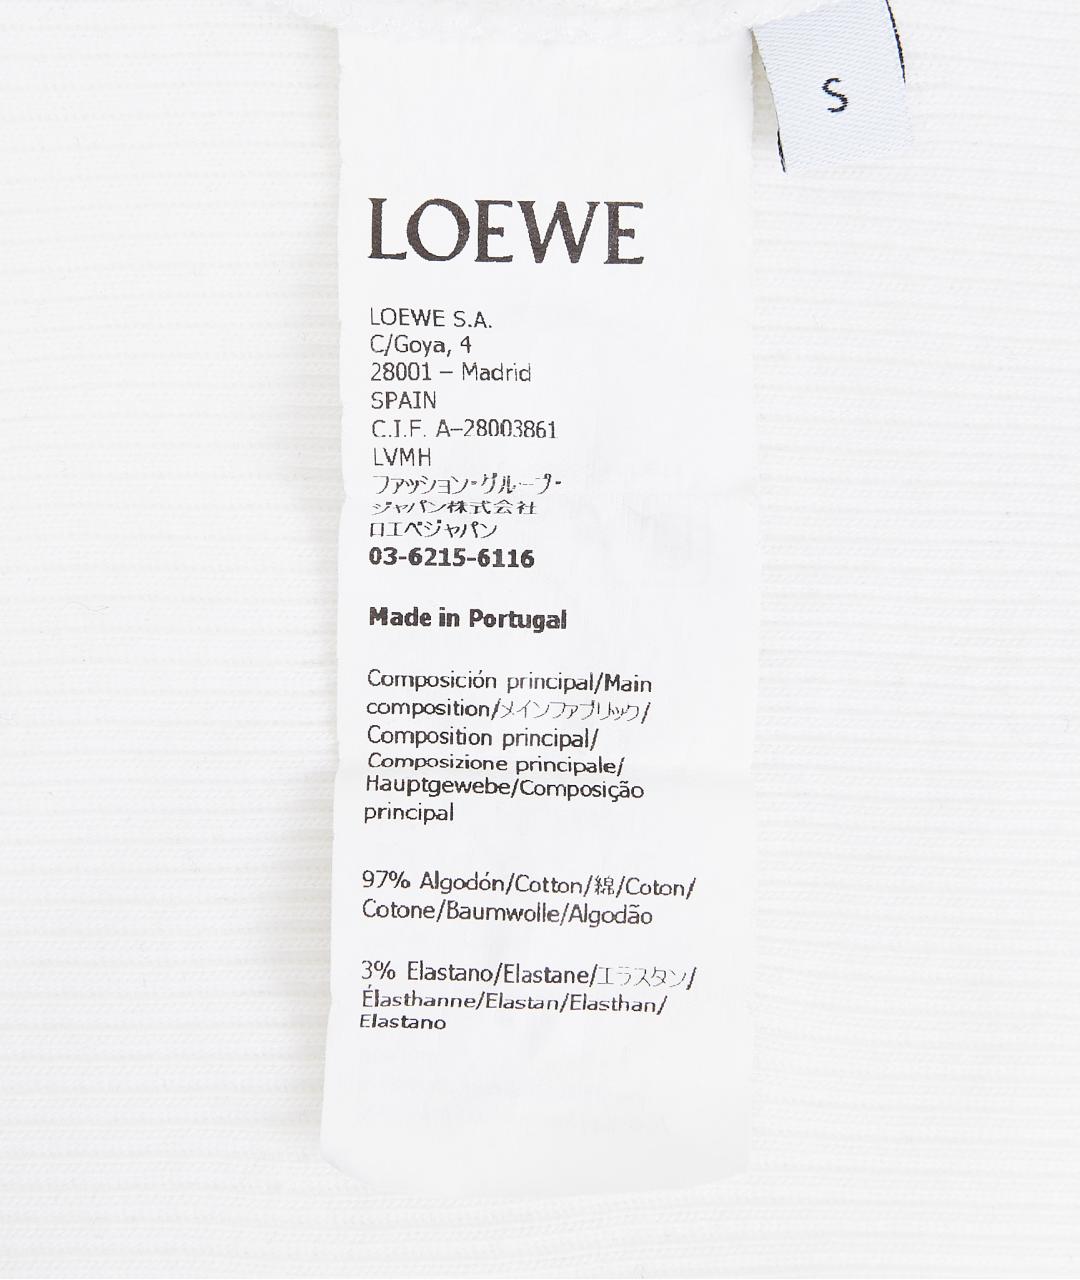 S
LOEWE
LOEWE S.A.
C/Goya, 4
28001 – Madrid
SPAIN
C.I.F. A–28003861
LVMH
ファッション・グループ・
ジャパン株式会社
ロエベジャパン
03-6215-6116
Made in Portugal
Composición principal/Main
composition/メインファブリック/
Composition principal/
Composizione principale/
Hauptgewebe/Composição
principal
97% Algodón/Cotton/綿/Coton/
Cotone/Baumwolle/Algodão
3% Elastano/Elastane/エラスタン/
Élasthanne/Elastan/Elasthan/
Elastano